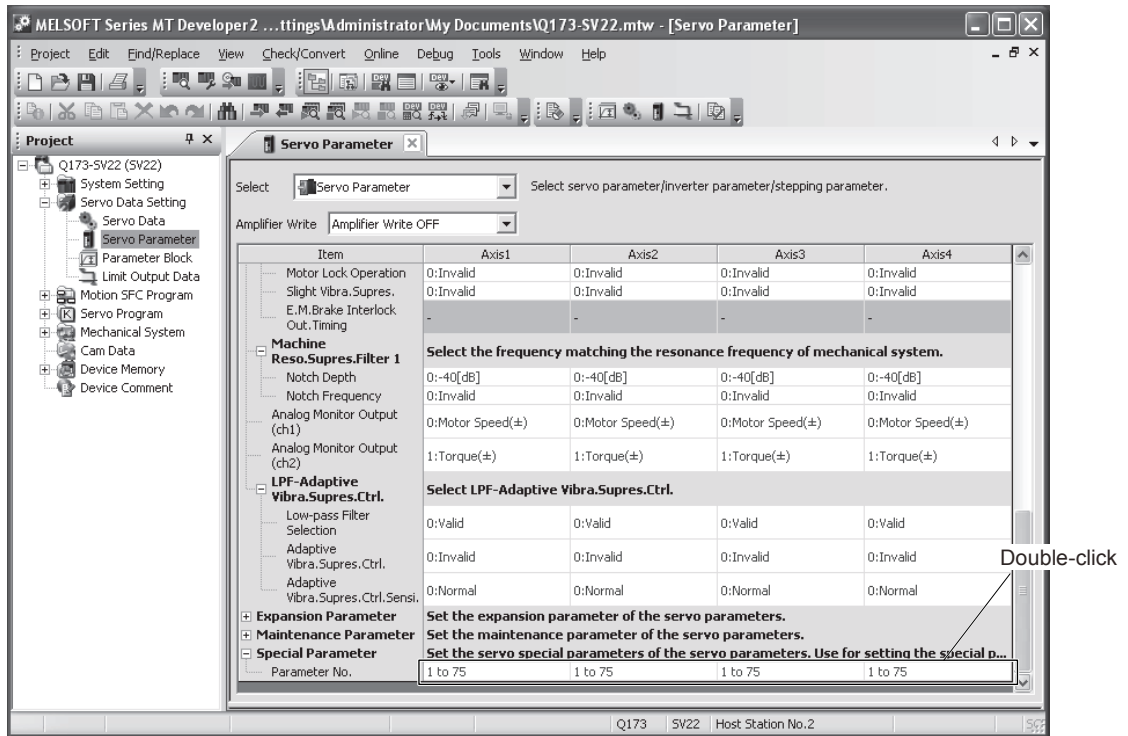 MELSOFT Series MT Developer2 ...ttings\Administrator\My Documents\Q173-SV22.mtw - [Servo Parameter]
Project Edit Find/Replace View Check/Convert Online Debug Tools Window Help
Project
Servo Parameter
Q173-SV22 (SV22)
System Setting
Servo Data Setting
Servo Data
Servo Parameter
Parameter Block
Limit Output Data
Motion SFC Program
Servo Program
Mechanical System
Cam Data
Device Memory
Device Comment
Select Servo Parameter Select servo parameter/inverter parameter/stepping parameter.
Amplifier Write Amplifier Write OFF
Item Axis1 Axis2 Axis3 Axis4
Motor Lock Operation 0:Invalid 0:Invalid 0:Invalid 0:Invalid
Slight Vibra.Supres. 0:Invalid 0:Invalid 0:Invalid 0:Invalid
E.M.Brake Interlock
Out.Timing - - - -
Machine
Reso.Supres.Filter 1 Select the frequency matching the resonance frequency of mechanical system.
Notch Depth 0:-40[dB] 0:-40[dB] 0:-40[dB] 0:-40[dB]
Notch Frequency 0:Invalid 0:Invalid 0:Invalid 0:Invalid
Analog Monitor Output
(ch1) 0:Motor Speed(±) 0:Motor Speed(±) 0:Motor Speed(±) 0:Motor Speed(±)
Analog Monitor Output
(ch2) 1:Torque(±) 1:Torque(±) 1:Torque(±) 1:Torque(±)
LPF-Adaptive
Vibra.Supres.Ctrl. Select LPF-Adaptive Vibra.Supres.Ctrl.
Low-pass Filter
Selection 0:Valid 0:Valid 0:Valid 0:Valid
Adaptive
Vibra.Supres.Ctrl. 0:Invalid 0:Invalid 0:Invalid 0:Invalid
Adaptive
Vibra.Supres.Ctrl.Sensi. 0:Normal 0:Normal 0:Normal 0:Normal
Expansion Parameter Set the expansion parameter of the servo parameters.
Maintenance Parameter Set the maintenance parameter of the servo parameters.
Special Parameter Set the servo special parameters of the servo parameters. Use for setting the special p...
Parameter No. 1 to 75 1 to 75 1 to 75 1 to 75
Double-click
Q173 SV22 Host Station No.2